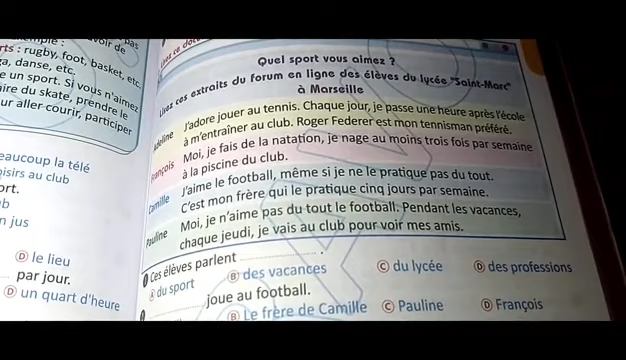 pas
voir de
rts : rugby, foot, basket, etc.
a, danse, etc.
e un sport. Si vous n'aimez
aire du skate, prendre le
ur aller courir, participer
eaucoup la télé
isirs au club
ort.
b
n jus
Ⓓ le lieu
par jour.
Ⓓ un quart d'heure
Quel sport vous aimez ?
Lisez ces extraits du forum en ligne des élèves du lycée "Saint-Marc"
à Marseille
Adeline J'adore jouer au tennis. Chaque jour, je passe une heure après l'école
à m'entraîner au club. Roger Federer est mon tennisman préféré.
François Moi, je fais de la natation, je nage au moins trois fois par semaine
à la piscine du club.
Camille J'aime le football, même si je ne le pratique pas du tout.
C'est mon frère qui le pratique cinq jours par semaine.
Pauline Moi, je n'aime pas du tout le football. Pendant les vacances,
chaque jeudi, je vais au club pour voir mes amis.
Ces élèves parlent .................... .
Ⓐ du sport Ⓑ des vacances Ⓒ du lycée Ⓓ des professions
.................... joue au football.
Ⓑ Le frère de Camille Ⓒ Pauline Ⓓ François